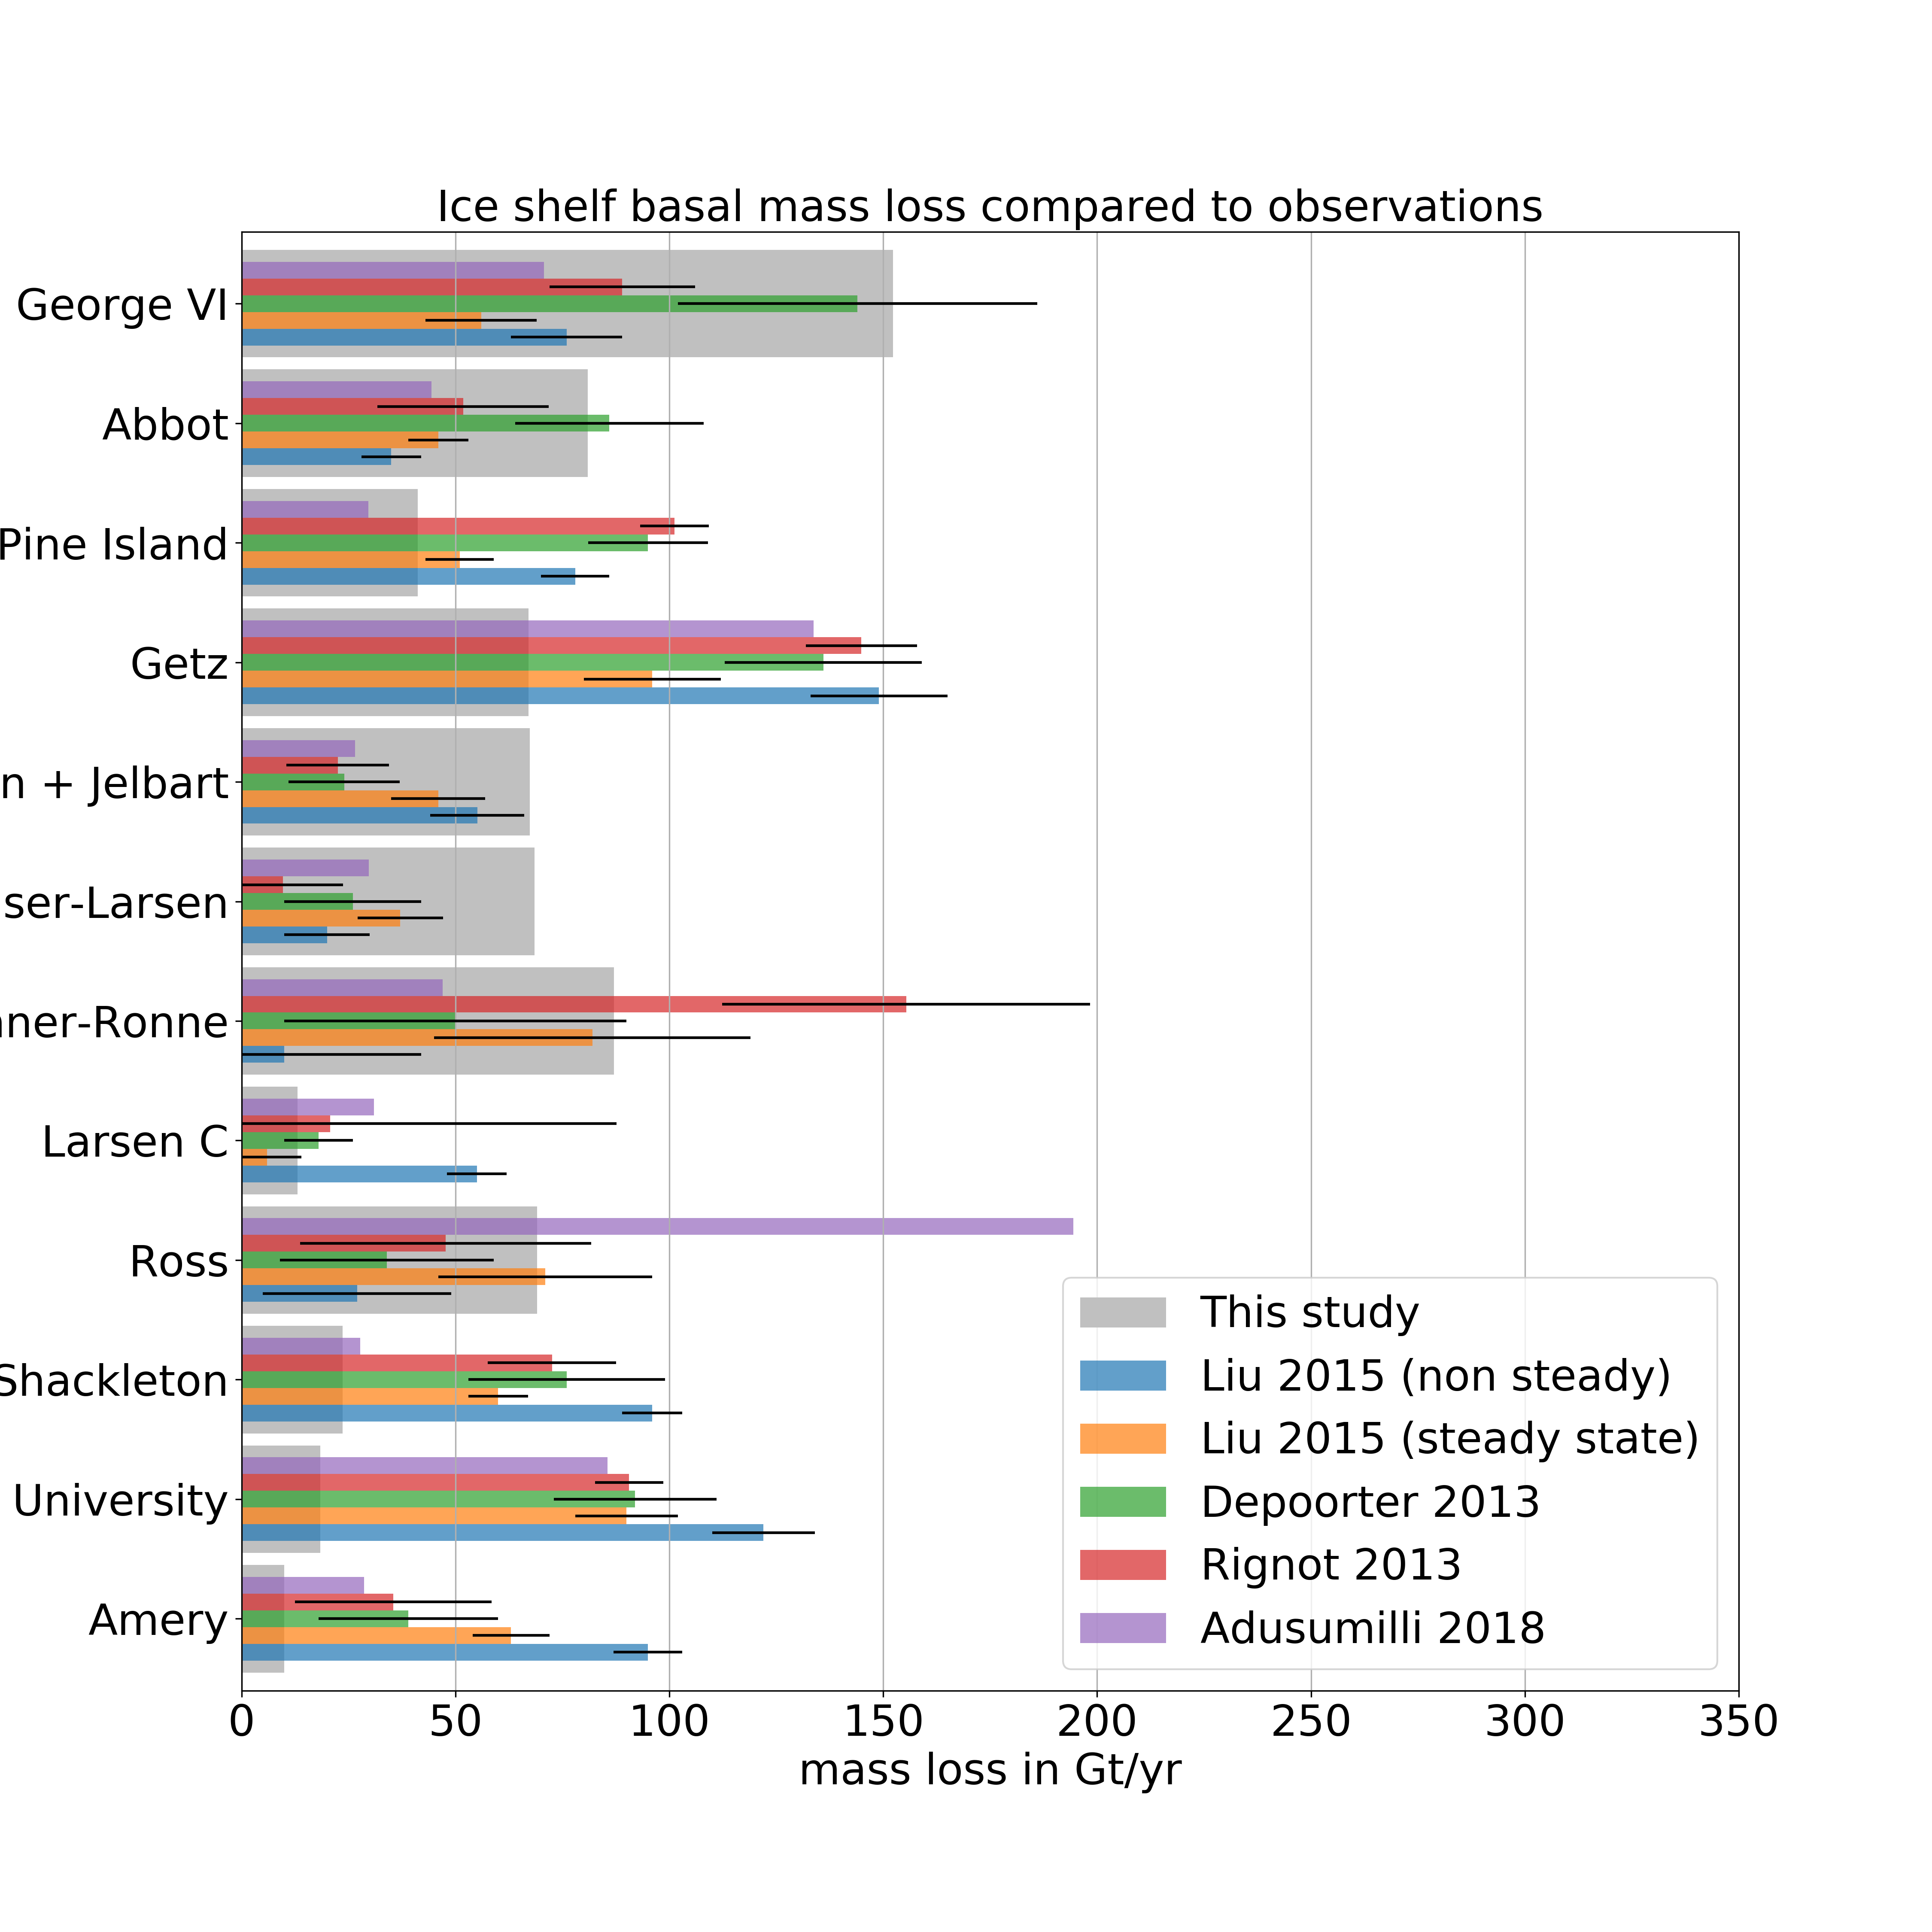 Ice shelf basal mass loss compared to observations
George VI
Abbot
Pine Island
Getz
n + Jelbart
ser-Larsen
ner-Ronne
Larsen C
Ross
Shackleton
University
Amery
This study
Liu 2015 (non steady)
Liu 2015 (steady state)
Depoorter 2013
Rignot 2013
Adusumilli 2018
0 50 100 150 200 250 300 350
mass loss in Gt/yr